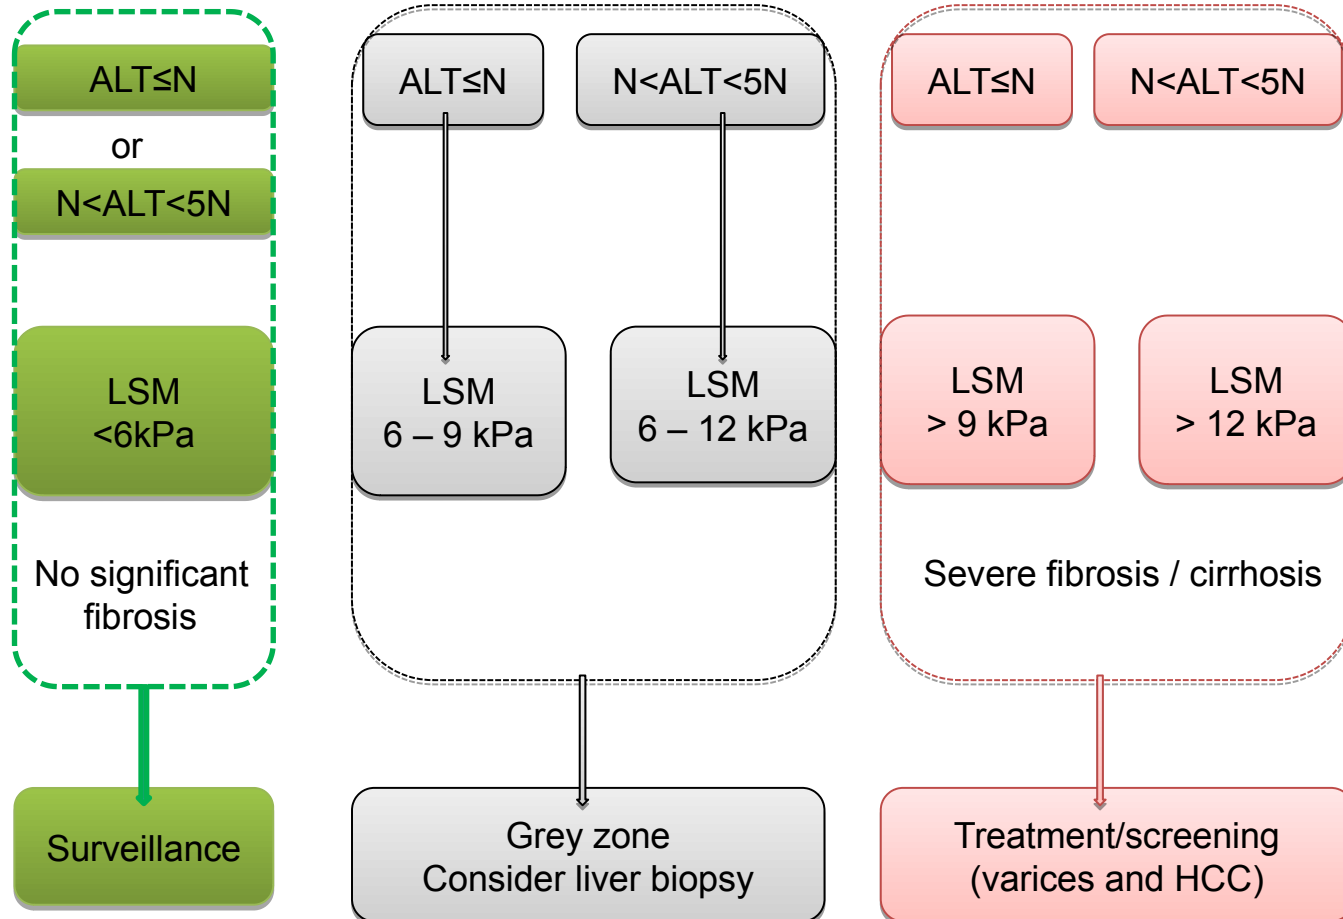 ALT≤N
or
N<ALT<5N
LSM
<6kPa
No significant
fibrosis
Surveillance
ALT≤N
N<ALT<5N
LSM
6 – 9 kPa
LSM
6 – 12 kPa
Grey zone
Consider liver biopsy
ALT≤N
N<ALT<5N
LSM
> 9 kPa
LSM
> 12 kPa
Severe fibrosis / cirrhosis
Treatment/screening
(varices and HCC)